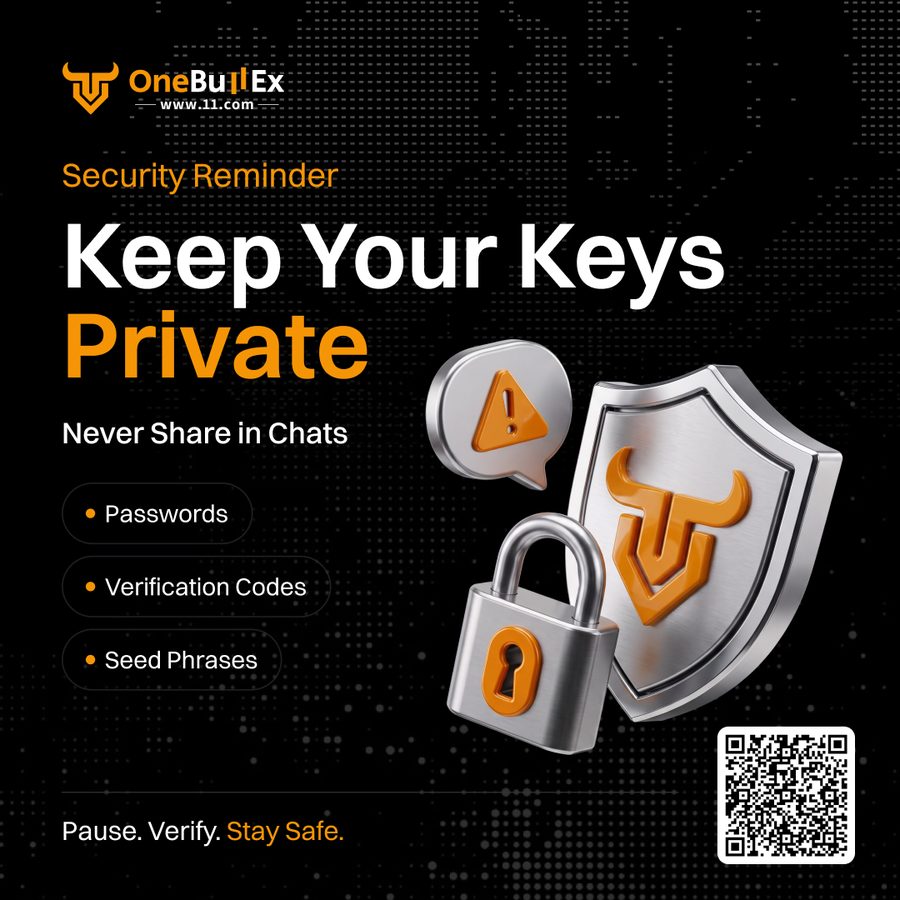 OneBullEx
www.11.com
Security Reminder
Keep Your Keys
Private
Never Share in Chats
Passwords
Verification Codes
Seed Phrases
Pause. Verify. Stay Safe.